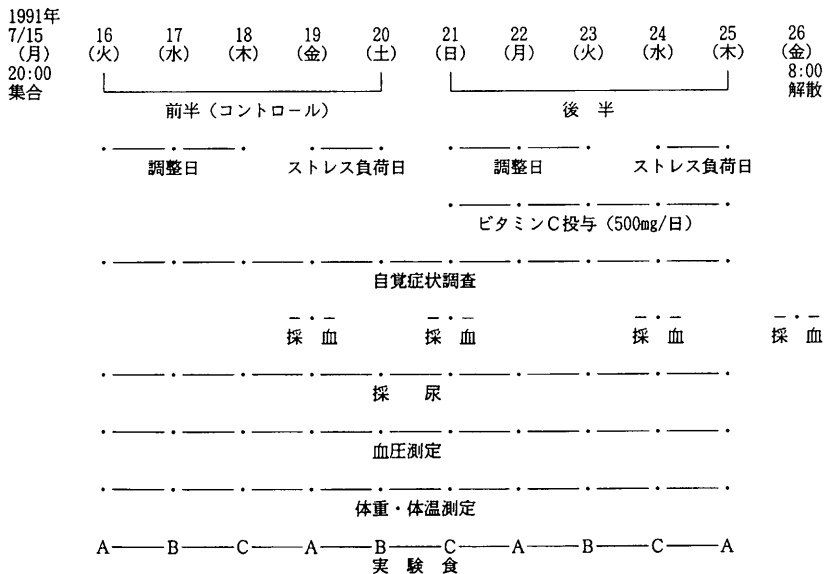 1991年
7/15 16 17 18 19 20 21 22 23 24 25 26
(月) (火) (水) (木) (金) (土) (日) (月) (火) (水) (木) (金)
20:00 8:00
集合 解散
前半(コントロール) 後 半
調整日 ストレス負荷日 調整日 ストレス負荷日
ビタミンC投与(500mg/日)
自覚症状調査
採 血 採 血 採 血 採 血
採 尿
血圧測定
体重・体温測定
A B C A B C A B C A
実 験 食